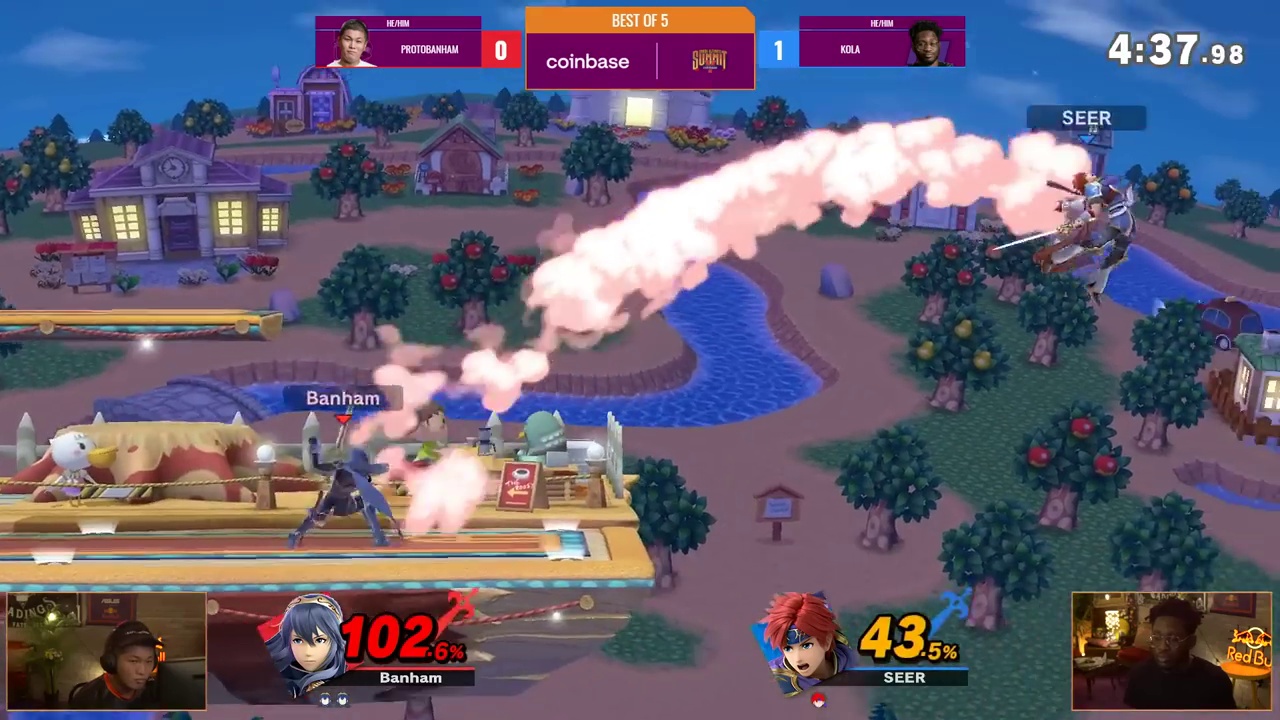 HE/HIM
PROTOBANHAM
0
BEST OF 5
coinbase
SUMMIT
1
HE/HIM
KOLA
4:37.98
SEER
Banham
102.6%
Banham
43.5%
SEER
Red Bu